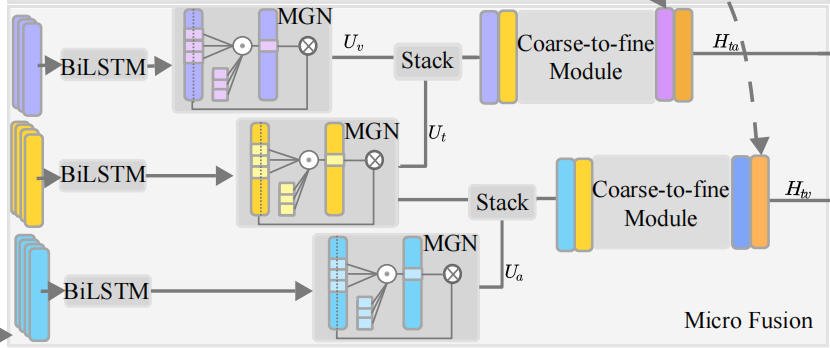 MGN
BiLSTM
U_v
Stack
Coarse-to-fine
Module
H_ta
U_t
MGN
BiLSTM
Stack
Coarse-to-fine
Module
H_tv
MGN
BiLSTM
U_a
Micro Fusion